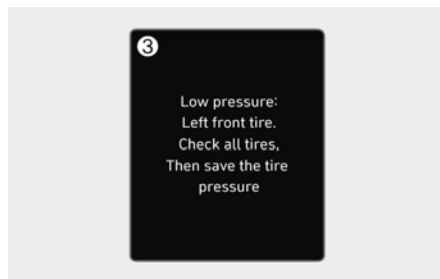 3
Low pressure:
Left front tire.
Check all tires,
Then save the tire
pressure